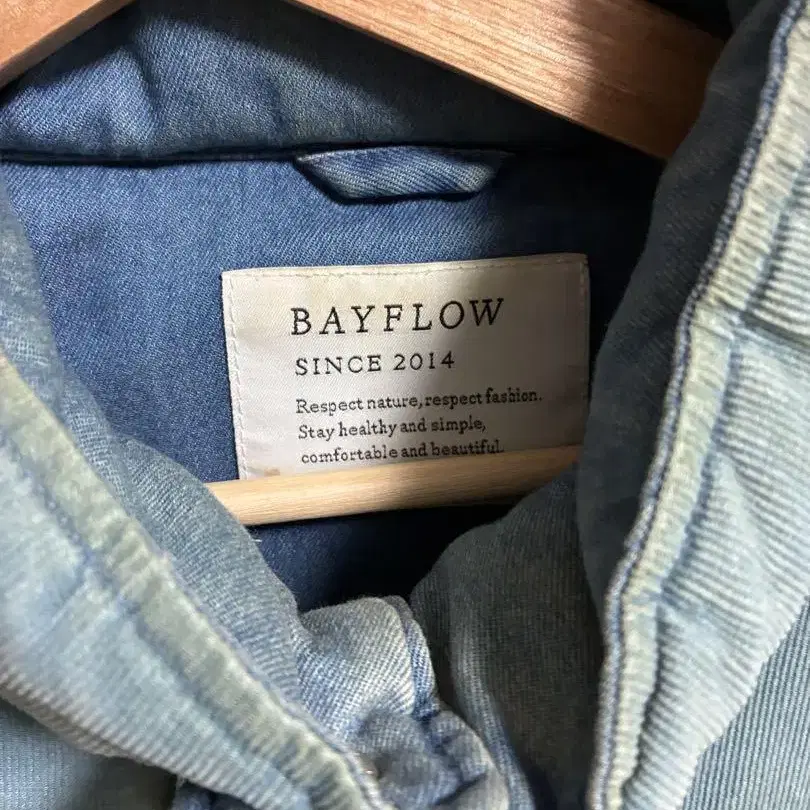 BAYFLOW
SINCE 2014
Respect nature, respect fashion.
Stay healthy and simple,
comfortable and beautiful.